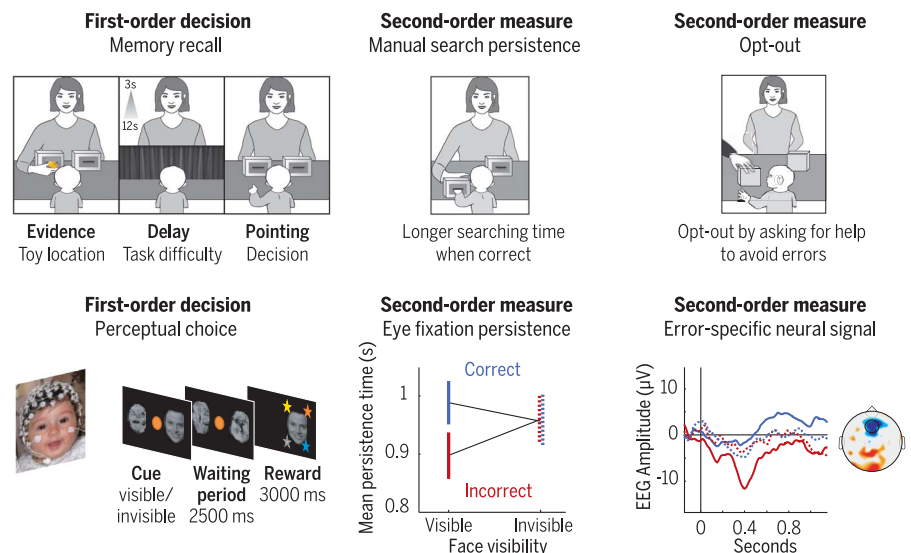 First-order decision
Memory recall
3s
12s
Evidence
Toy location
Delay
Task difficulty
Pointing
Decision
Second-order measure
Manual search persistence
Longer searching time
when correct
Second-order measure
Opt-out
Opt-out by asking for help
to avoid errors
First-order decision
Perceptual choice
Cue
visible/
invisible
Waiting
period
2500 ms
Reward
3000 ms
Second-order measure
Eye fixation persistence
Mean persistence time (s)
1
0.9
0.8
Correct
Incorrect
Visible
Invisible
Face visibility
Second-order measure
Error-specific neural signal
EEG Amplitude (µV)
10
0
-10
0
0.4
0.8
Seconds